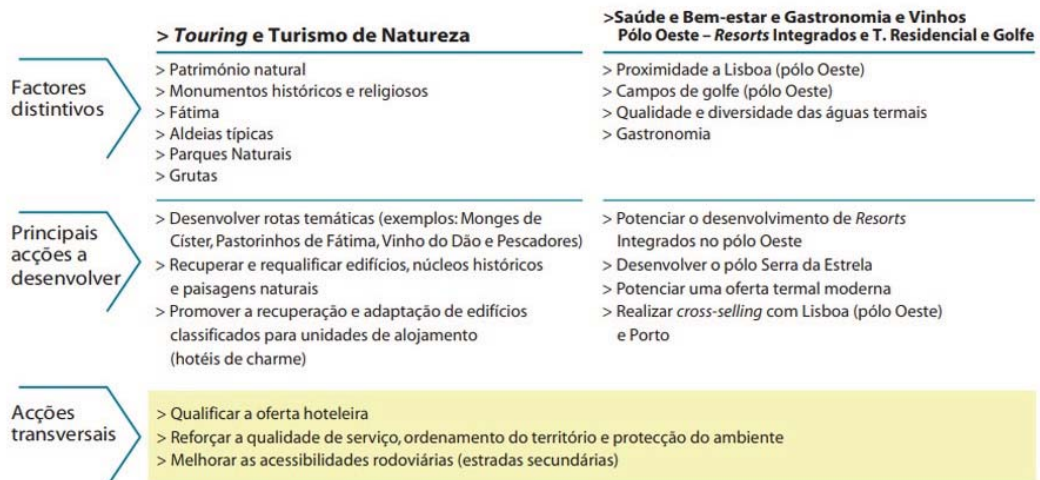 > Touring e Turismo de Natureza
>Saúde e Bem-estar e Gastronomia e Vinhos
Pólo Oeste – Resorts Integrados e T. Residencial e Golfe
Factores
distintivos
> Património natural
> Monumentos históricos e religiosos
> Fátima
> Aldeias típicas
> Parques Naturais
> Grutas
> Proximidade a Lisboa (pólo Oeste)
> Campos de golfe (pólo Oeste)
> Qualidade e diversidade das águas termais
> Gastronomia
Principais
acções a
desenvolver
> Desenvolver rotas temáticas (exemplos: Monges de
Císter, Pastorinhos de Fátima, Vinho do Dão e Pescadores)
> Recuperar e requalificar edifícios, núcleos históricos
e paisagens naturais
> Promover a recuperação e adaptação de edifícios
classificados para unidades de alojamento
(hotéis de charme)
> Potenciar o desenvolvimento de Resorts
Integrados no pólo Oeste
> Desenvolver o pólo Serra da Estrela
> Potenciar uma oferta termal moderna
> Realizar cross-selling com Lisboa (pólo Oeste)
e Porto
Acções
transversais
> Qualificar a oferta hoteleira
> Reforçar a qualidade de serviço, ordenamento do território e protecção do ambiente
> Melhorar as acessibilidades rodoviárias (estradas secundárias)